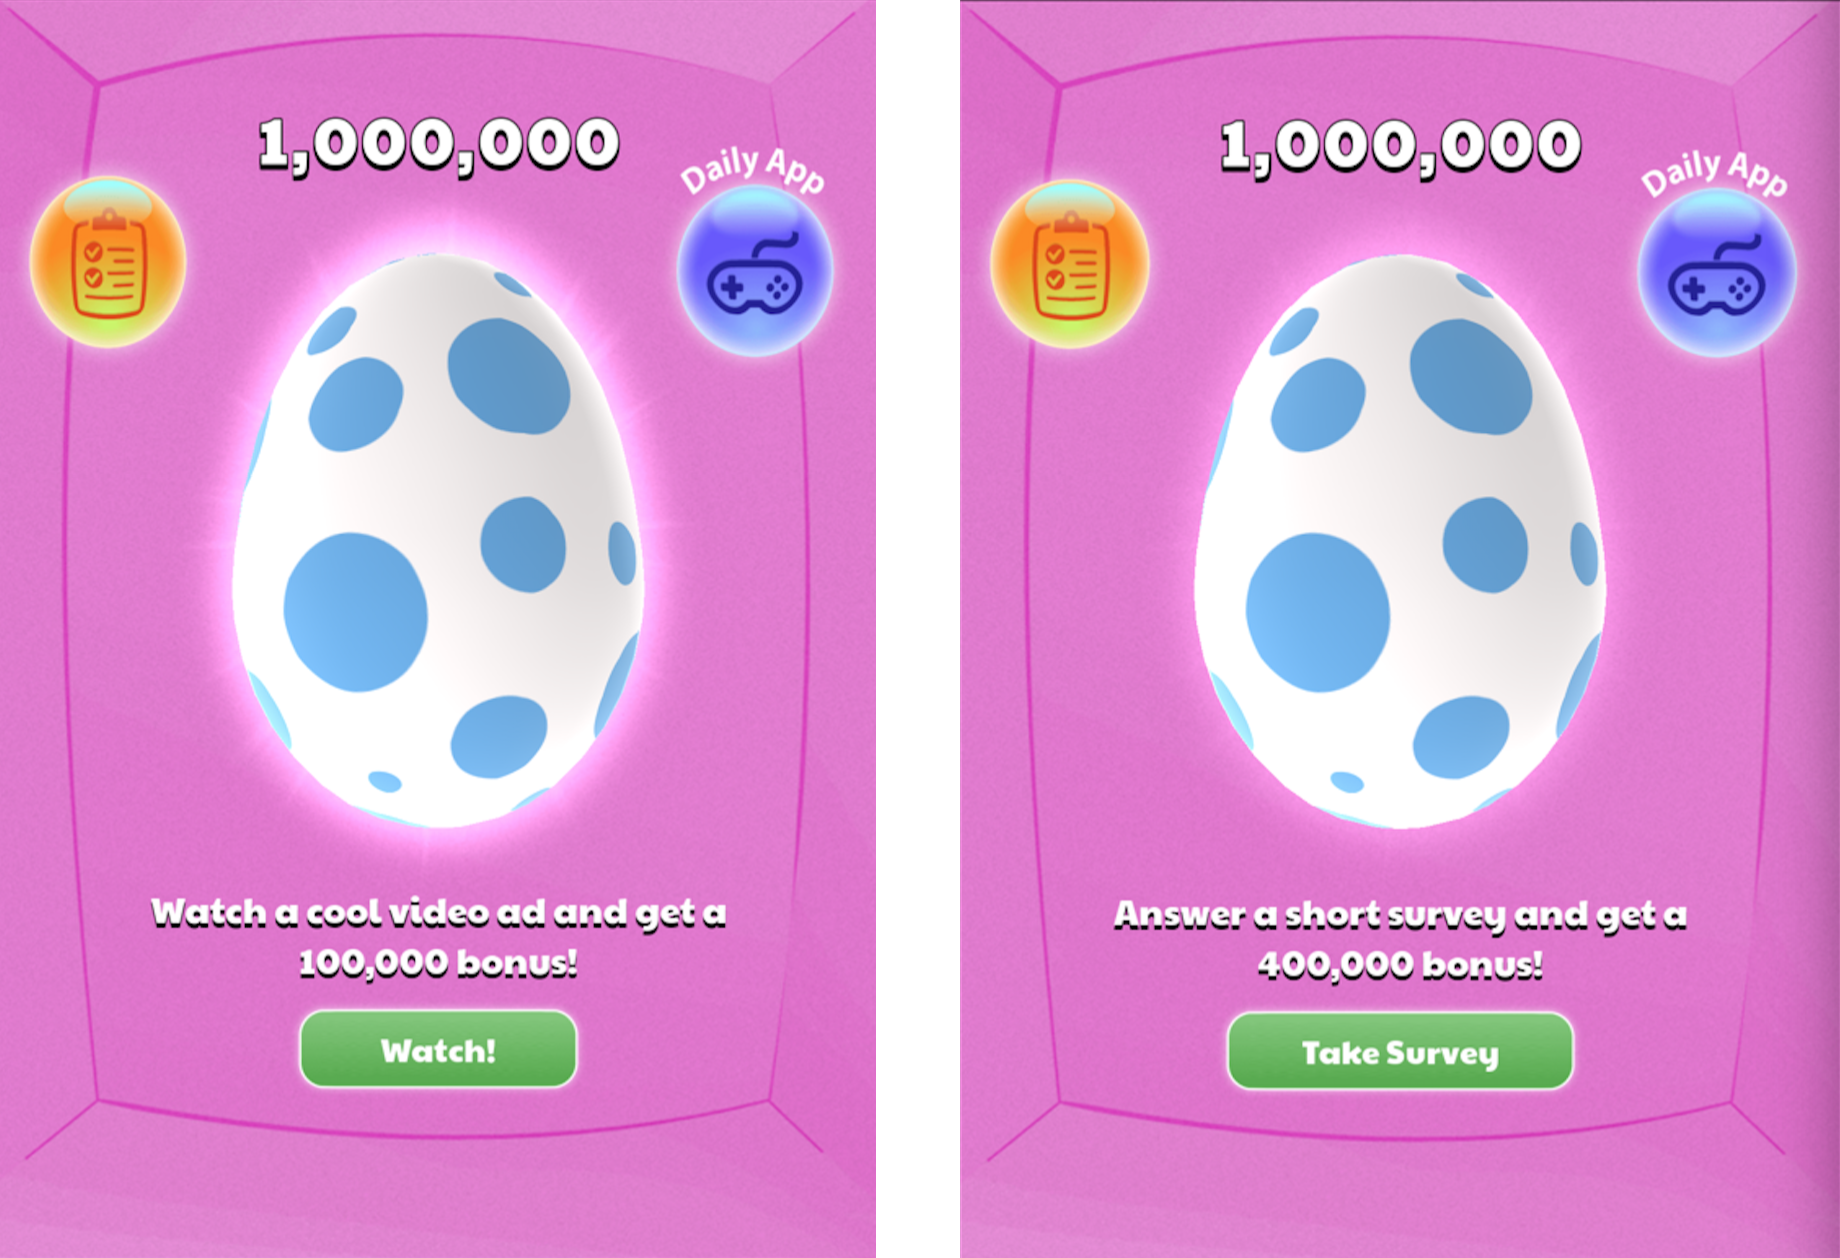 1,000,000
Daily App
Watch a cool video ad and get a
100,000 bonus!
Watch!
1,000,000
Daily App
Answer a short survey and get a
400,000 bonus!
Take Survey